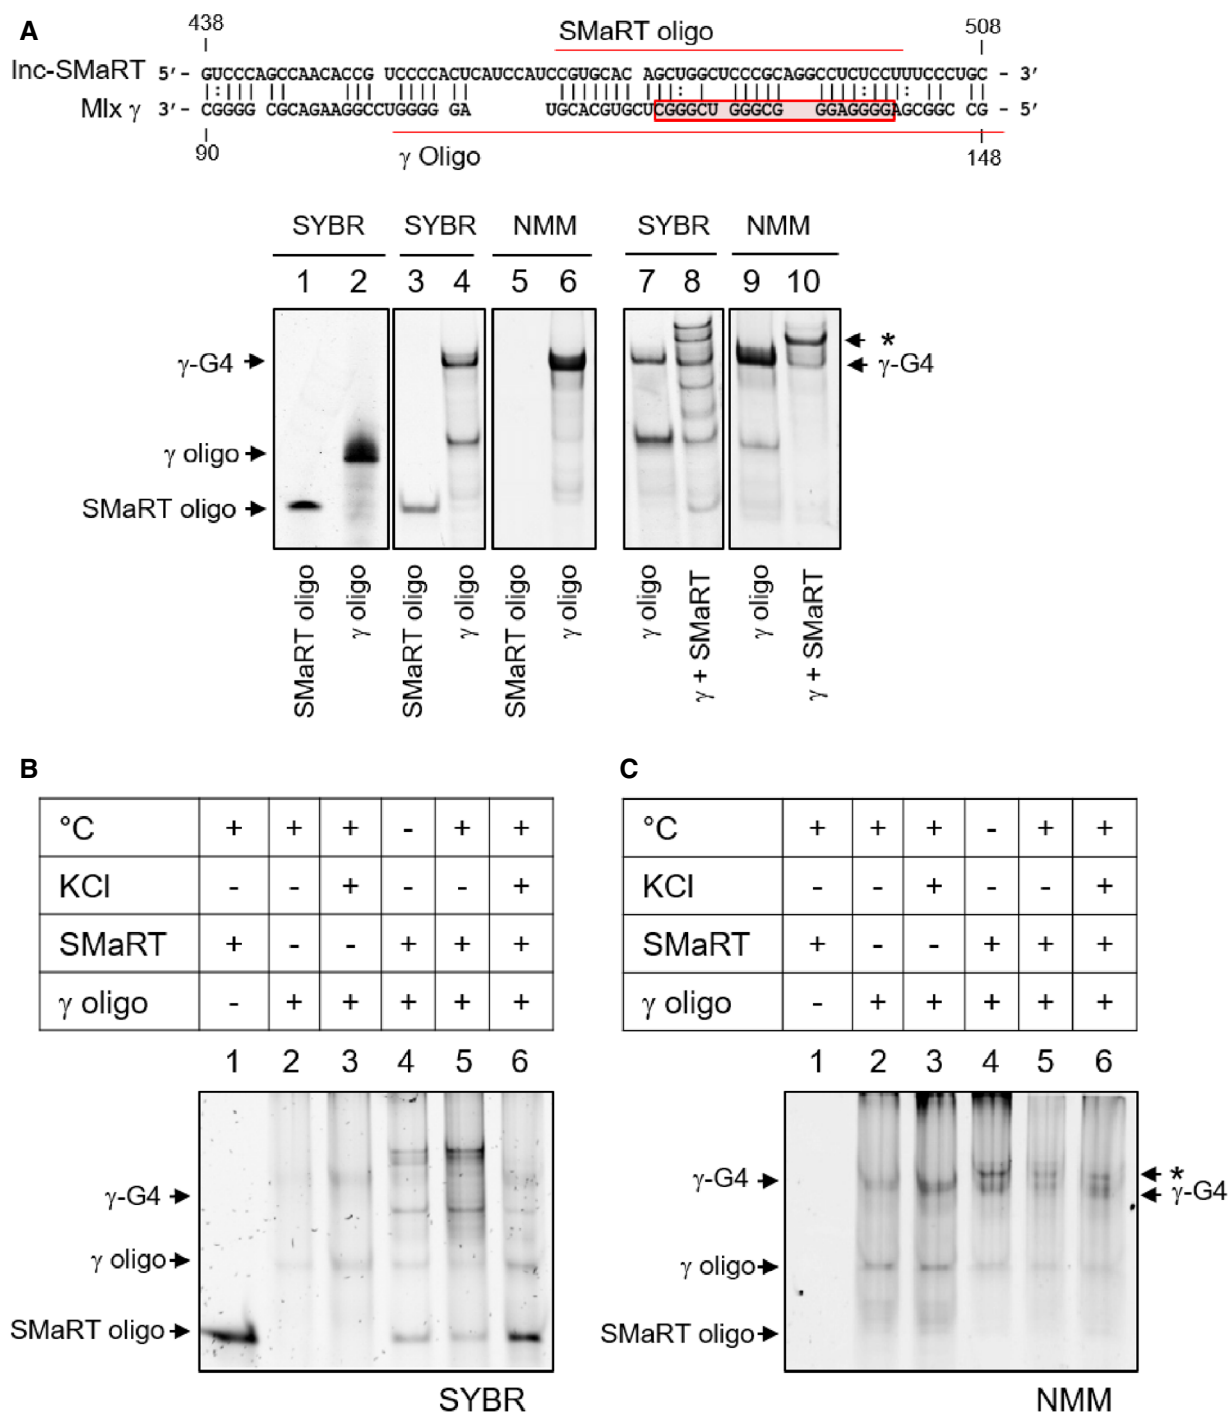 A
438
SMaRT oligo
508
lnc-SMaRT 5'- GUCCCAGCCAACACCG UCCCCACUCAUCCAUCCGUGCAC AGCUGGCUCCCGCAGGCCUCUCCUUUCCCUGC - 3'
Mlx γ 3'- CGGGG CGCAGAAGGCCUGGGGG GA UGCACGUGCUCGGGCU GGGCG GGAGGGGAGCGGC CG - 5'
90
γ Oligo
148
SYBR SYBR NMM SYBR NMM
1 2 3 4 5 6 7 8 9 10
γ-G4
*
γ-G4
γ oligo
SMaRT oligo
SMaRT oligo
γ oligo
SMaRT oligo
γ oligo
SMaRT oligo
γ oligo
γ oligo
γ + SMaRT
γ oligo
γ + SMaRT
B
°C + + + - + +
KCl - - + - - +
SMaRT + - - + + +
γ oligo - + + + + +
1 2 3 4 5 6
γ-G4
γ oligo
SMaRT oligo
SYBR
C
°C + + + - + +
KCl - - + - - +
SMaRT + - - + + +
γ oligo - + + + + +
1 2 3 4 5 6
γ-G4
*
γ-G4
γ oligo
SMaRT oligo
NMM